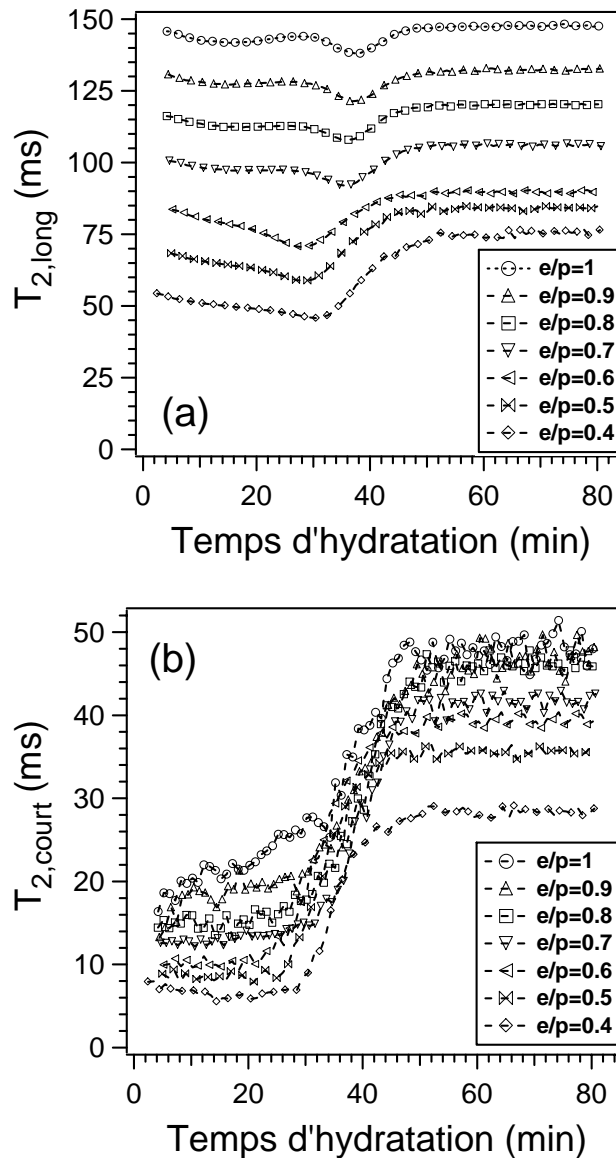 150
125
100
75
50
25
0
T2,long (ms)
(a)
e/p=1
e/p=0.9
e/p=0.8
e/p=0.7
e/p=0.6
e/p=0.5
e/p=0.4
0 20 40 60 80
Temps d'hydratation (min)
50
40
30
20
10
0
T2,court (ms)
(b)
e/p=1
e/p=0.9
e/p=0.8
e/p=0.7
e/p=0.6
e/p=0.5
e/p=0.4
0 20 40 60 80
Temps d'hydratation (min)